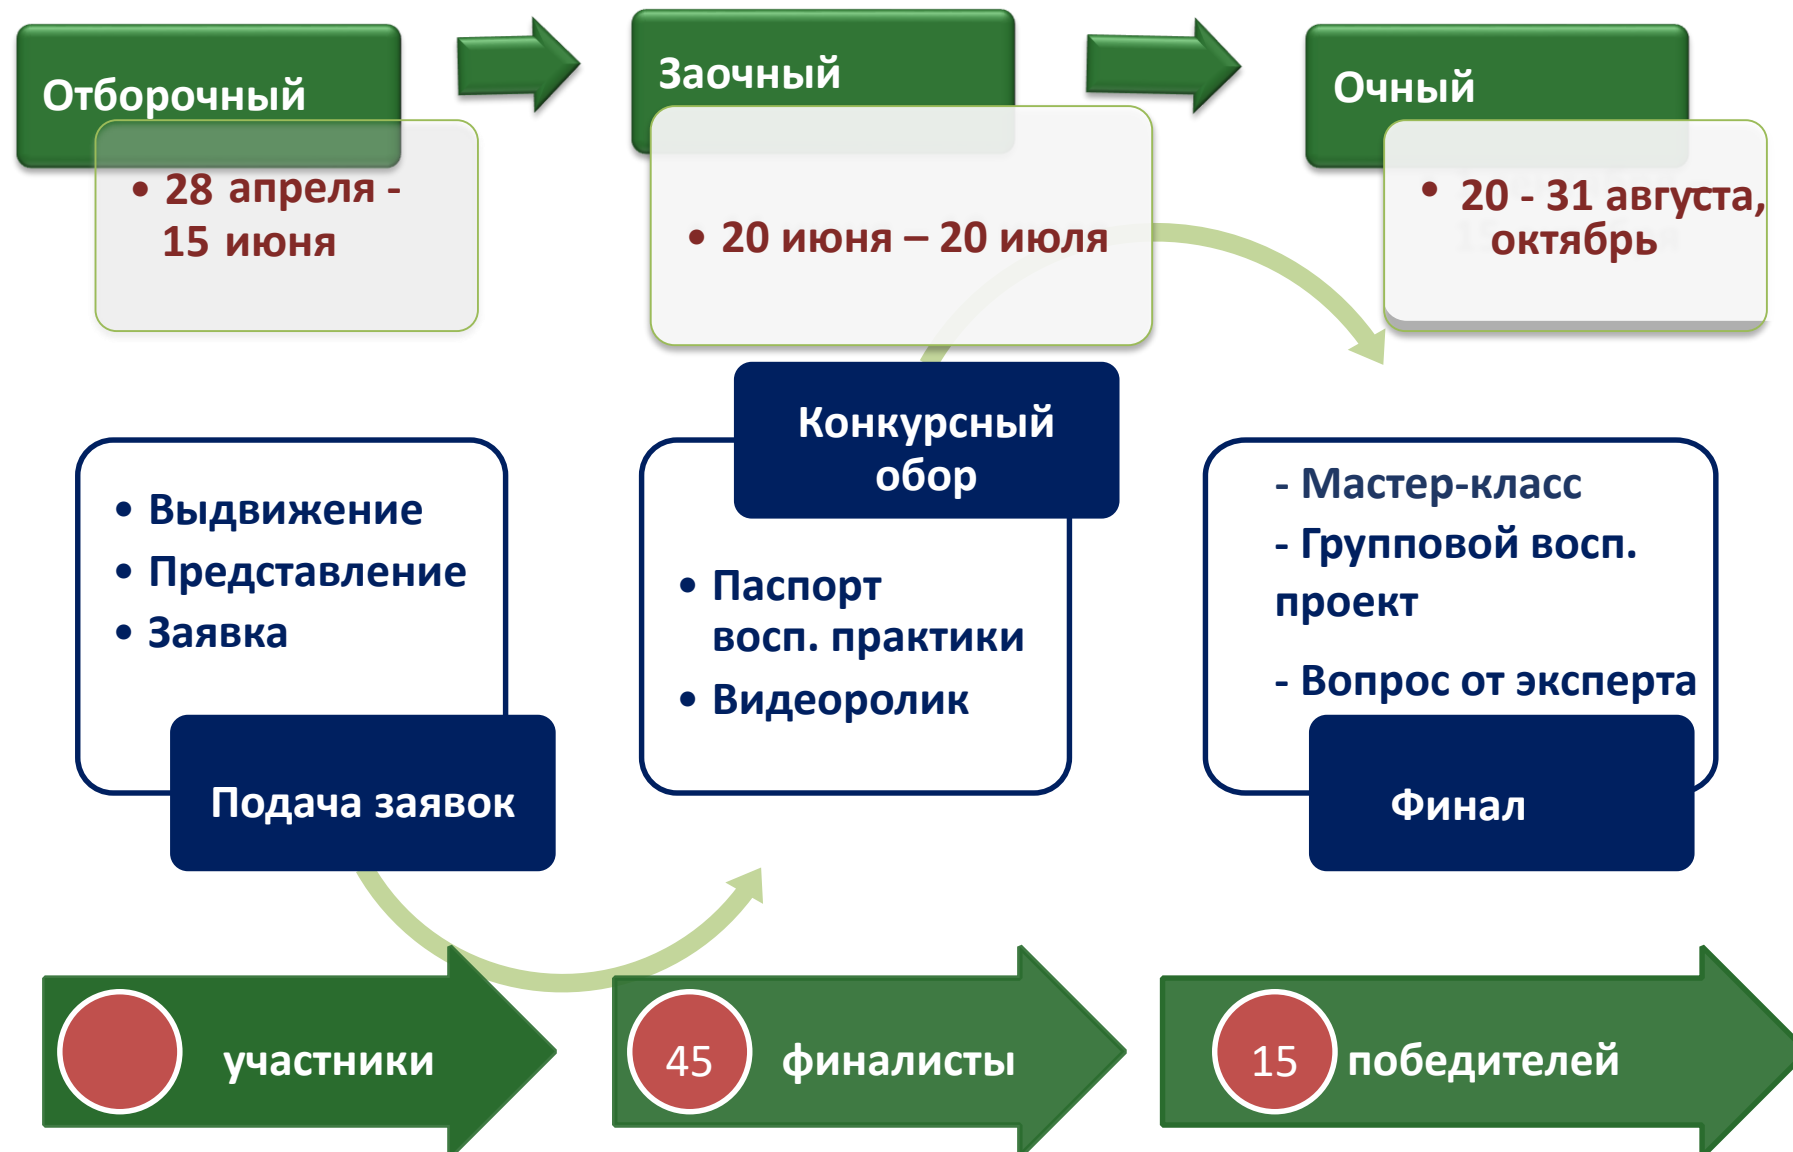 Отборочный
• 28 апреля -
15 июня
Заочный
• 20 июня – 20 июля
Очный
• 20 - 31 августа,
октябрь
• Выдвижение
• Представление
• Заявка
Подача заявок
Конкурсный
обор
• Паспорт
восп. практики
• Видеоролик
- Мастер-класс
- Групповой восп.
проект
- Вопрос от эксперта
Финал
участники
45 финалисты
15 победителей